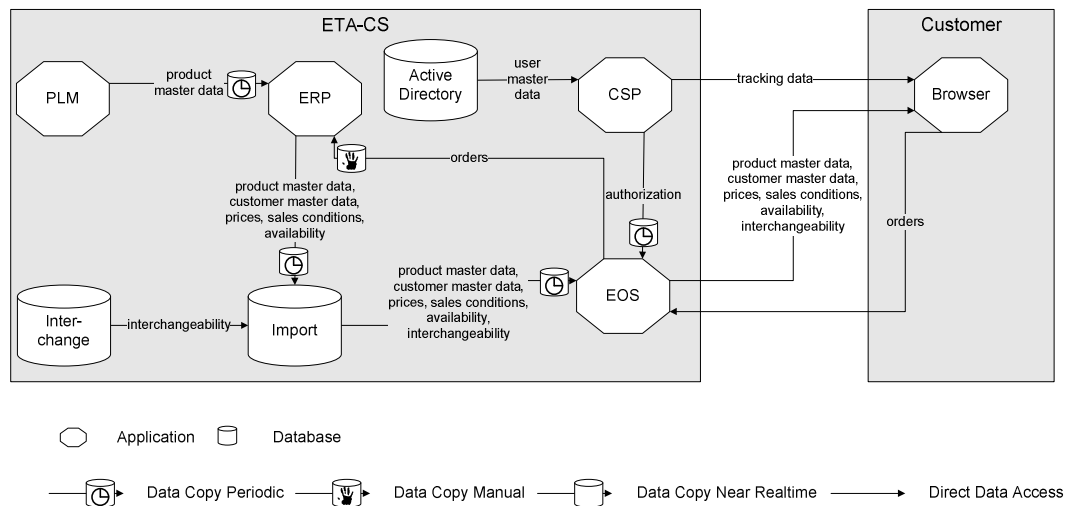 ETA-CS
Customer
PLM
product
master data
ERP
Active
Directory
user
master
data
CSP
tracking data
Browser
orders
product master data,
customer master data,
prices, sales conditions,
availability
authorization
product master data,
customer master data,
prices, sales conditions,
availability,
interchangeability
orders
Inter-
change
interchangeability
Import
product master data,
customer master data,
prices, sales conditions,
availability,
interchangeability
EOS
Application
Database
Data Copy Periodic
Data Copy Manual
Data Copy Near Realtime
Direct Data Access